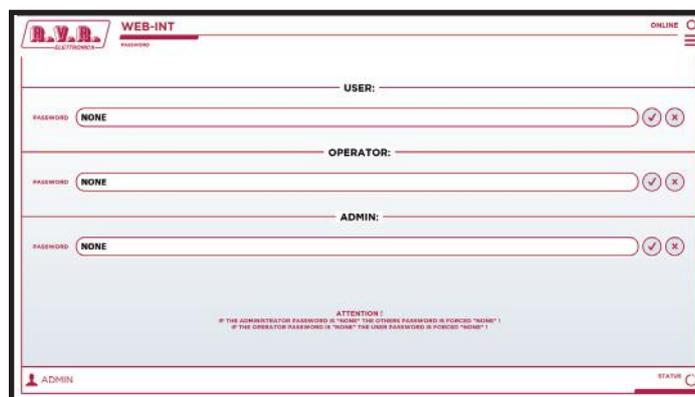 R.V.R.
ELETTRONICA
WEB-INT
PASSWORD
ONLINE
USER:
PASSWORD NONE
OPERATOR:
PASSWORD NONE
ADMIN:
PASSWORD NONE
ATTENTION !
IF THE ADMINISTRATOR PASSWORD IS "NONE" THE OTHERS PASSWORD IS FORCED "NONE" !
IF THE OPERATOR PASSWORD IS "NONE" THE USER PASSWORD IS FORCED "NONE" !
ADMIN
STATUS